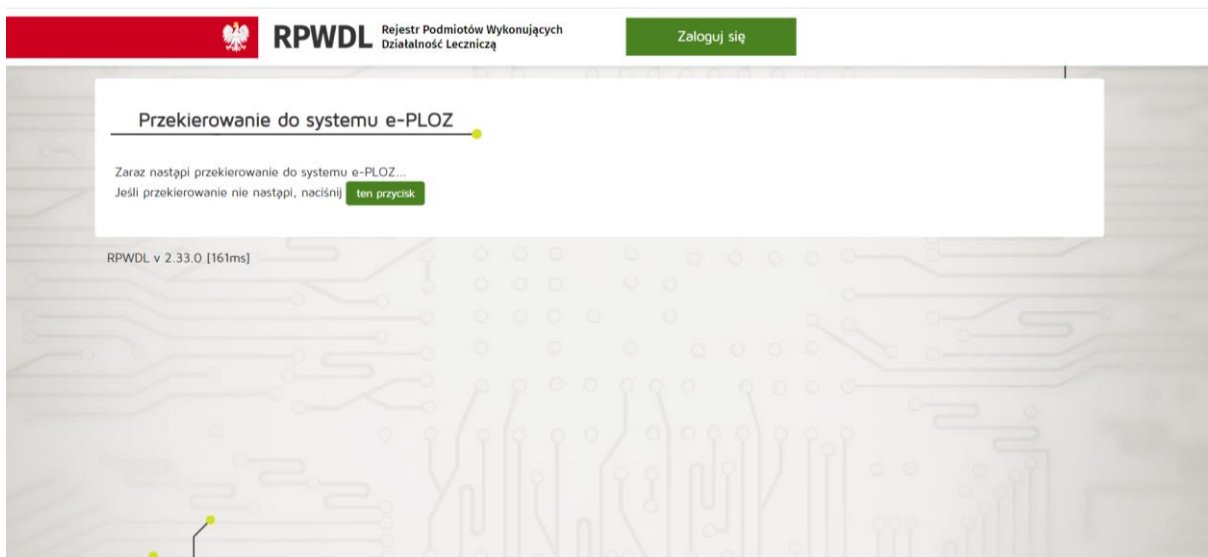 RPWDL
Rejestr Podmiotów Wykonujących
Działalność Leczniczą
Zaloguj się
Przekierowanie do systemu e-PLOZ
Zaraz nastąpi przekierowanie do systemu e-PLOZ...
Jeśli przekierowanie nie nastąpi, naciśnij ten przycisk
RPWDL v 2.33.0 [161ms]